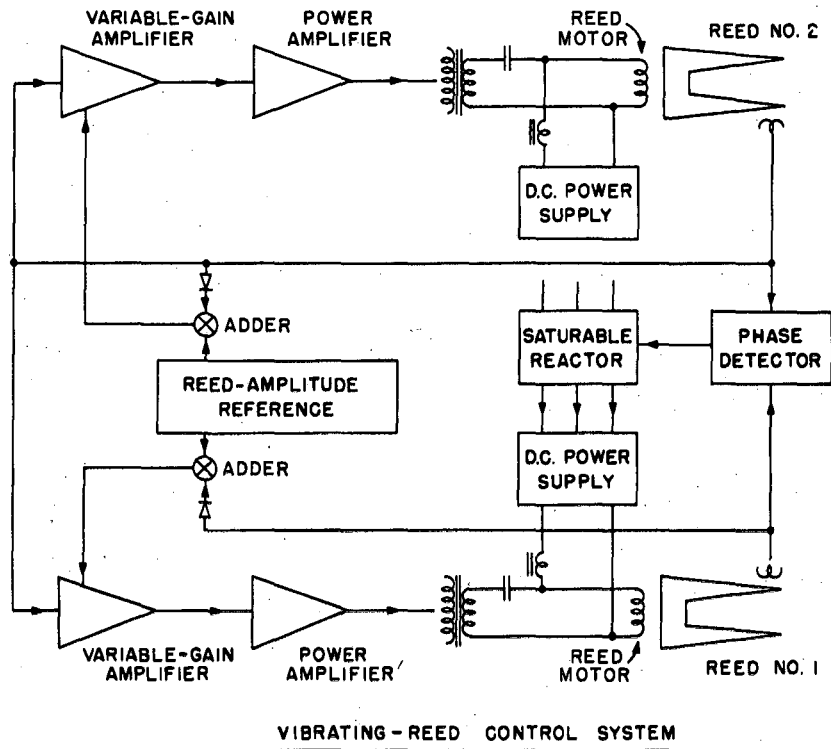 VARIABLE-GAIN
AMPLIFIER
POWER
AMPLIFIER
REED
MOTOR
REED NO. 2
D.C. POWER
SUPPLY
ADDER
SATURABLE
REACTOR
PHASE
DETECTOR
REED-AMPLITUDE
REFERENCE
ADDER
D.C. POWER
SUPPLY
VARIABLE-GAIN
AMPLIFIER
POWER
AMPLIFIER
REED
MOTOR
REED NO. 1
VIBRATING-REED CONTROL SYSTEM